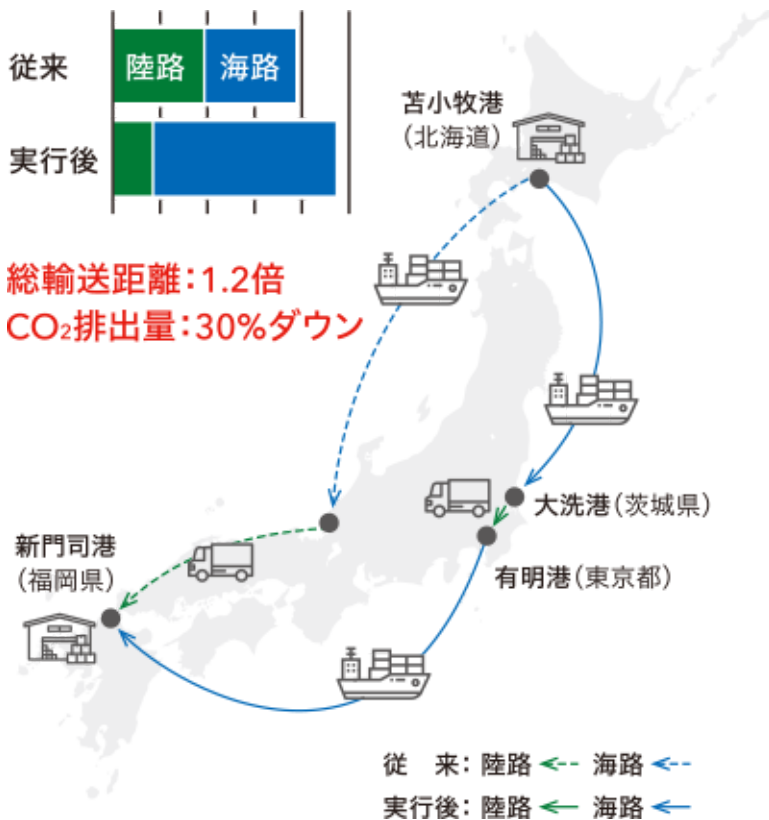 従来 陸路 海路
実行後
総輸送距離：1.2倍
CO₂排出量：30%ダウン
苫小牧港
（北海道）
大洗港（茨城県）
有明港（東京都）
新門司港
（福岡県）
従　来：陸路 海路
実行後：陸路 海路